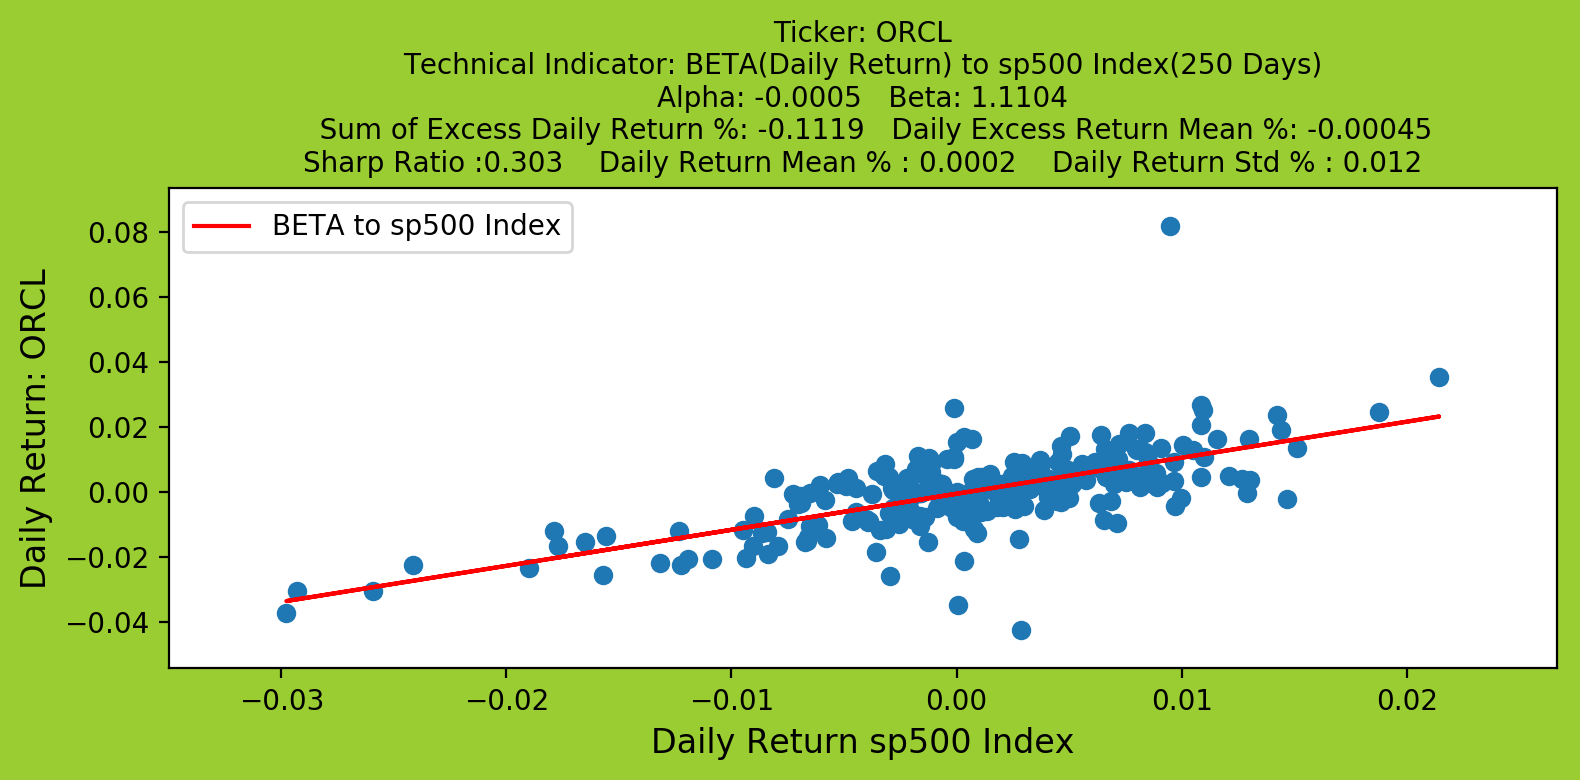 Ticker: ORCL
Technical Indicator: BETA(Daily Return) to sp500 Index(250 Days)
Alpha: -0.0005 Beta: 1.1104
Sum of Excess Daily Return %: -0.1119 Daily Excess Return Mean %: -0.00045
Sharp Ratio :0.303 Daily Return Mean % : 0.0002 Daily Return Std % : 0.012
BETA to sp500 Index
Daily Return: ORCL
0.08
0.06
0.04
0.02
0.00
−0.02
−0.04
−0.03 −0.02 −0.01 0.00 0.01 0.02
Daily Return sp500 Index